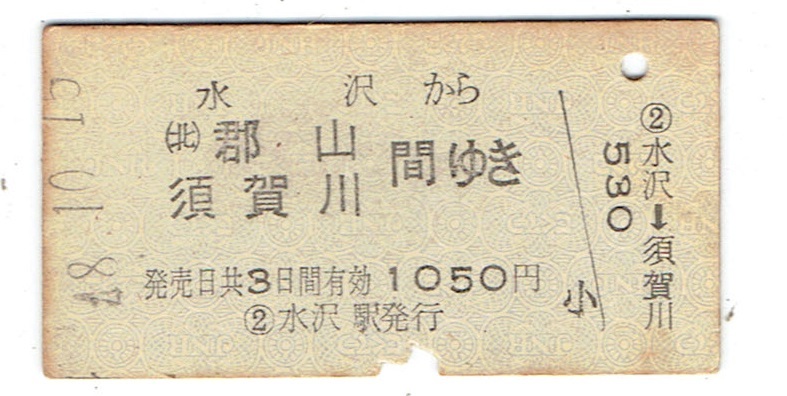 水沢から
㈹郡山
須賀川
間ゆき
発売日共3日間有効 1050円
②水沢駅発行
小
②水沢➡須賀川
530